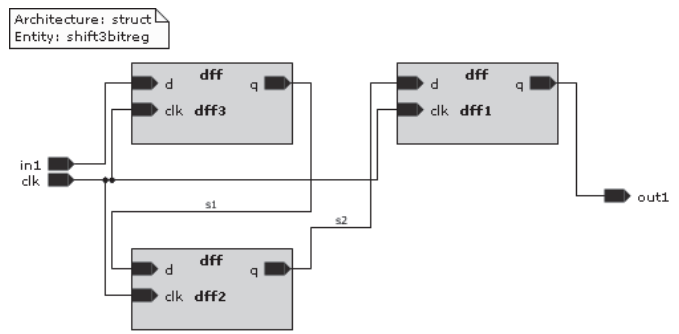 Architecture: struct
Entity: shift3bitreg
dff
d q
clk dff3
dff
d q
clk dff1
in1
clk
out1
s1
s2
dff
d q
clk dff2